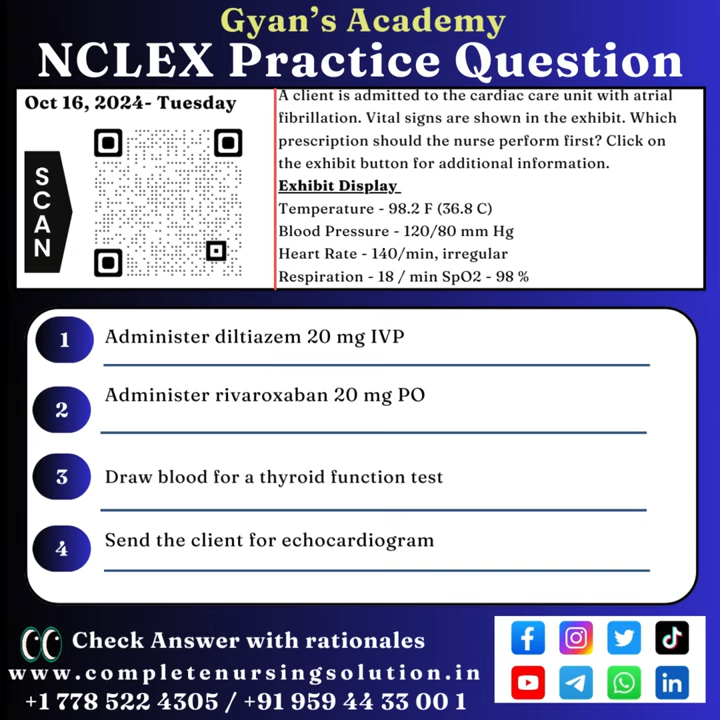 Gyan's Academy
NCLEX Practice Question
Oct 16, 2024- Tuesday
SCAN
A client is admitted to the cardiac care unit with atrial
fibrillation. Vital signs are shown in the exhibit. Which
prescription should the nurse perform first? Click on
the exhibit button for additional information.
Exhibit Display
Temperature - 98.2 F (36.8 C)
Blood Pressure - 120/80 mm Hg
Heart Rate - 140/min, irregular
Respiration - 18 / min SpO2 - 98 %
1 Administer diltiazem 20 mg IVP
2 Administer rivaroxaban 20 mg PO
3 Draw blood for a thyroid function test
4 Send the client for echocardiogram
Check Answer with rationales
www.completenursingsolution.in
+1 778 522 4305 / +91 959 44 33 00 1